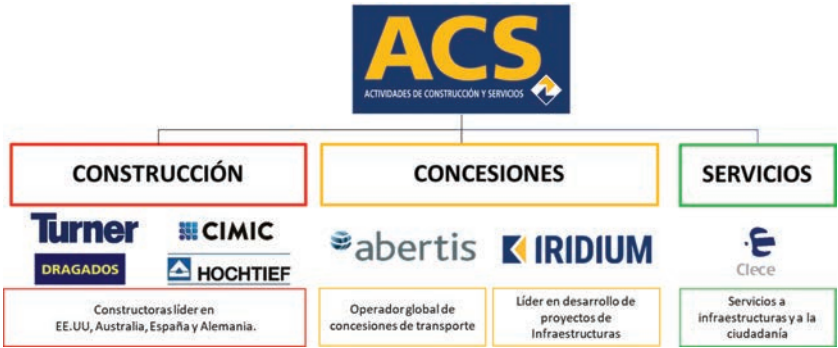 ACS
ACTIVIDADES DE CONSTRUCCIÓN Y SERVICIOS
CONSTRUCCIÓN
CONCESIONES
SERVICIOS
Turner
CIMIC
DRAGADOS
HOCHTIEF
abertis
IRIDIUM
Clece
Constructoras líder en
EE.UU, Australia, España y Alemania.
Operador global de
concesiones de transporte
Líder en desarrollo de
proyectos de
Infraestructuras
Servicios a
infraestructuras y a la
ciudadanía